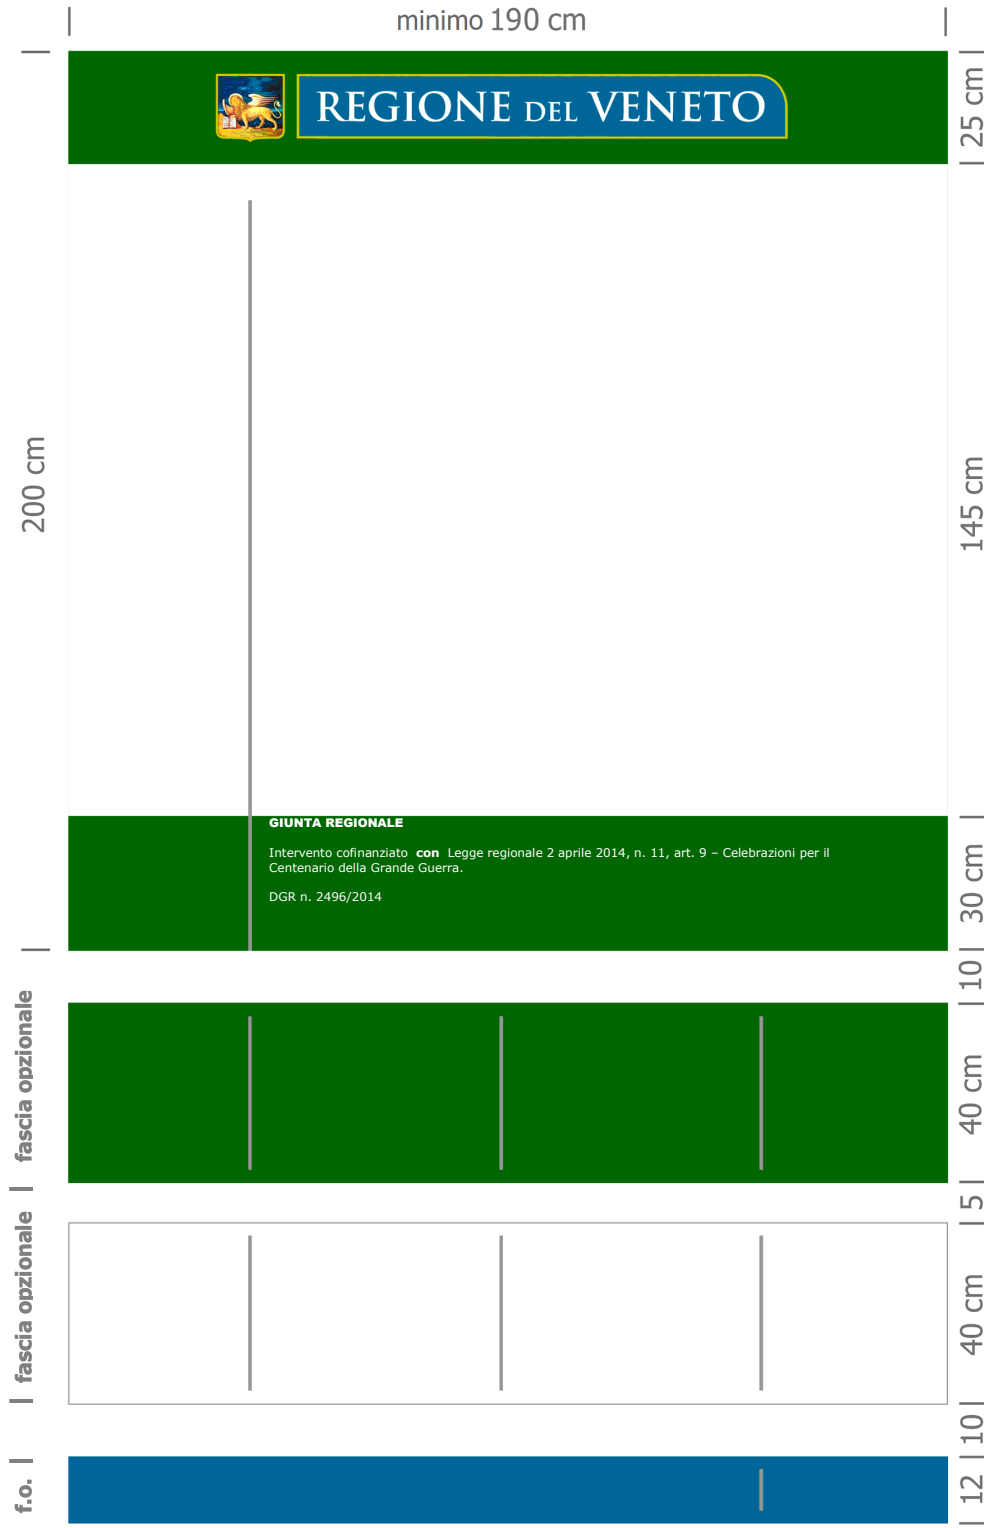 minimo 190 cm
REGIONE DEL VENETO
25 cm
200 cm
145 cm
GIUNTA REGIONALE
Intervento cofinanziato con Legge regionale 2 aprile 2014, n. 11, art. 9 – Celebrazioni per il
Centenario della Grande Guerra.
DGR n. 2496/2014
30 cm
10
fascia opzionale
40 cm
5
fascia opzionale
40 cm
10
f.o.
12